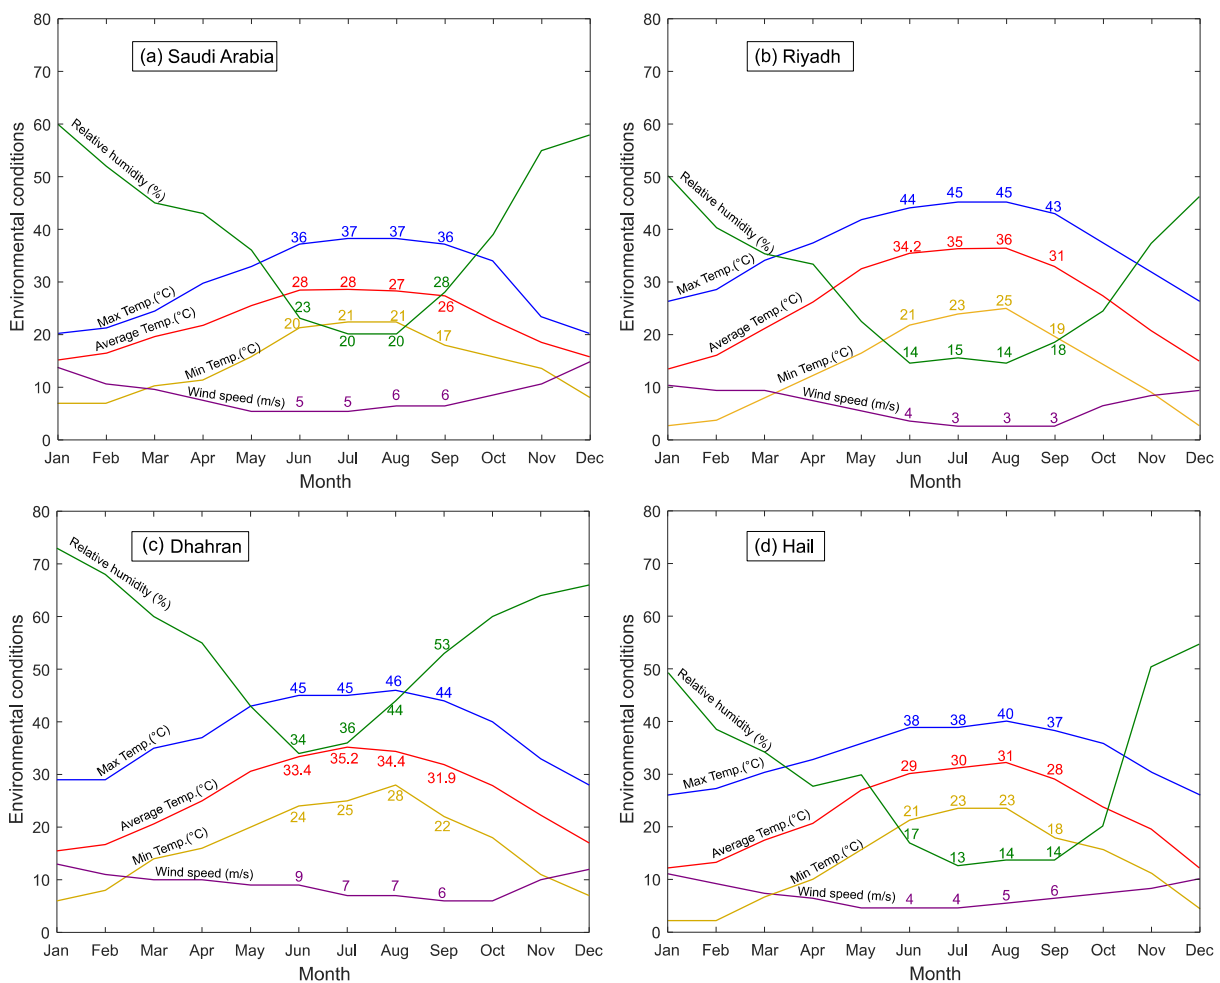 (a) Saudi Arabia
Environmental conditions
80
70
60
50
40
30
20
10
0
Relative humidity (%)
Max Temp.(°C)
Average Temp.(°C)
Min Temp.(°C)
Wind speed (m/s)
36 37 37 36
28 28 27 26
23 20 20 28
20 21 21 17
5 5 6 6
Jan Feb Mar Apr May Jun Jul Aug Sep Oct Nov Dec
Month
(b) Riyadh
Environmental conditions
80
70
60
50
40
30
20
10
0
Relative humidity (%)
Max Temp.(°C)
Average Temp.(°C)
Min Temp.(°C)
Wind speed (m/s)
44 45 45 43
34.2 35 36 31
21 23 25 19
14 15 14 18
4 3 3 3
Jan Feb Mar Apr May Jun Jul Aug Sep Oct Nov Dec
Month
(c) Dhahran
Environmental conditions
80
70
60
50
40
30
20
10
0
Relative humidity (%)
Max Temp.(°C)
Average Temp.(°C)
Min Temp.(°C)
Wind speed (m/s)
45 45 46 44
34 36 44 53
33.4 35.2 34.4 31.9
24 25 28 22
9 7 7 6
Jan Feb Mar Apr May Jun Jul Aug Sep Oct Nov Dec
Month
(d) Hail
Environmental conditions
80
70
60
50
40
30
20
10
0
Relative humidity (%)
Max Temp.(°C)
Average Temp.(°C)
Min Temp.(°C)
Wind speed (m/s)
38 38 40 37
29 30 31 28
21 23 23 18
17 13 14 14
4 4 5 6
Jan Feb Mar Apr May Jun Jul Aug Sep Oct Nov Dec
Month